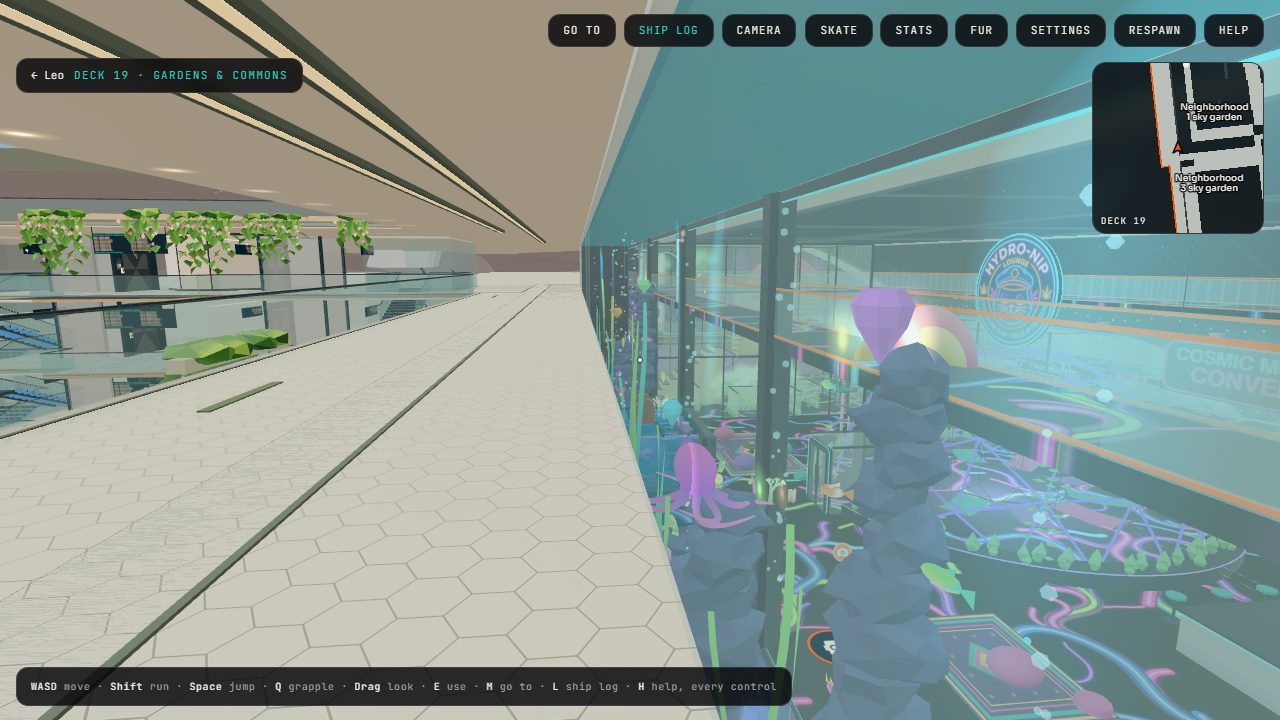 GO TO
SHIP LOG
CAMERA
SKATE
STATS
FUR
SETTINGS
RESPAWN
HELP
← Leo DECK 19 · GARDENS & COMMONS
Neighborhood
1 sky garden
Neighborhood
3 sky garden
DECK 19
HYDRO-NIP
LOUNGE
COSMIC
CONVE
WASD move · Shift run · Space jump · Q grapple · Drag look · E use · M go to · L ship log · H help, every control